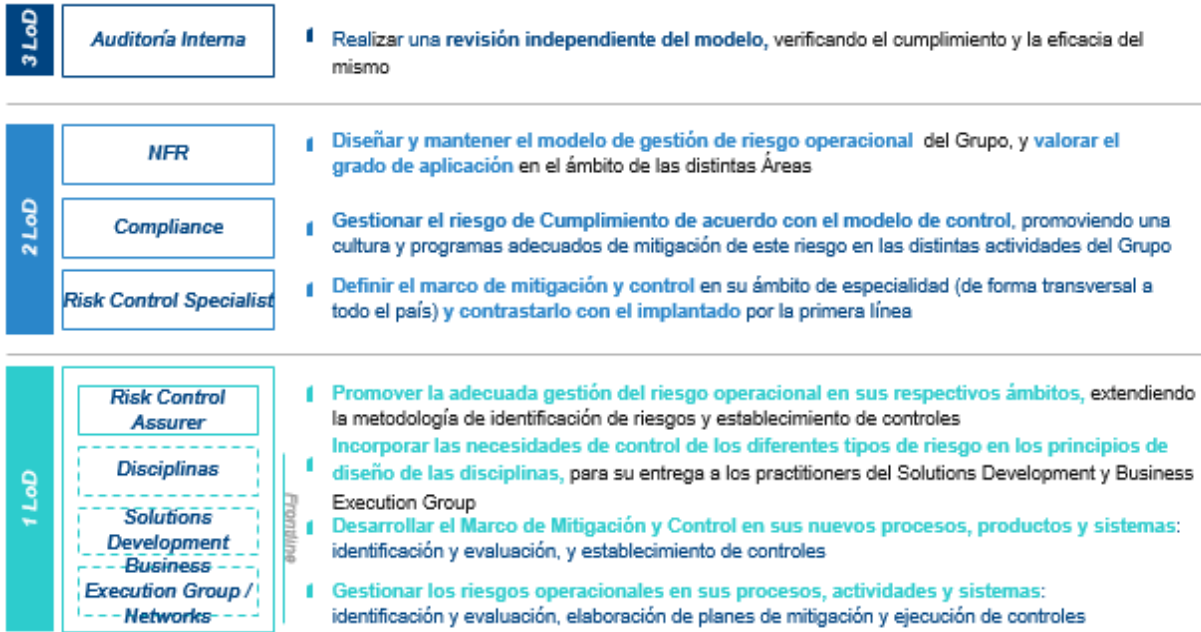 3 LoD
Auditoría Interna
Realizar una revisión independiente del modelo, verificando el cumplimiento y la eficacia del
mismo
2 LoD
NFR
Diseñar y mantener el modelo de gestión de riesgo operacional del Grupo, y valorar el
grado de aplicación en el ámbito de las distintas Áreas
Compliance
Gestionar el riesgo de Cumplimiento de acuerdo con el modelo de control, promoviendo una
cultura y programas adecuados de mitigación de este riesgo en las distintas actividades del Grupo
Risk Control Specialist
Definir el marco de mitigación y control en su ámbito de especialidad (de forma transversal a
todo el país) y contrastarlo con el implantado por la primera línea
1 LoD
Risk Control
Assurer
Promover la adecuada gestión del riesgo operacional en sus respectivos ámbitos, extendiendo
la metodología de identificación de riesgos y establecimiento de controles
Disciplinas
Incorporar las necesidades de control de los diferentes tipos de riesgo en los principios de
diseño de las disciplinas, para su entrega a los practitioners del Solutions Development y Business
Execution Group
Frontline
Solutions
Development
Desarrollar el Marco de Mitigación y Control en sus nuevos procesos, productos y sistemas:
identificación y evaluación, y establecimiento de controles
Business
Execution Group /
Networks
Gestionar los riesgos operacionales en sus procesos, actividades y sistemas:
identificación y evaluación, elaboración de planes de mitigación y ejecución de controles